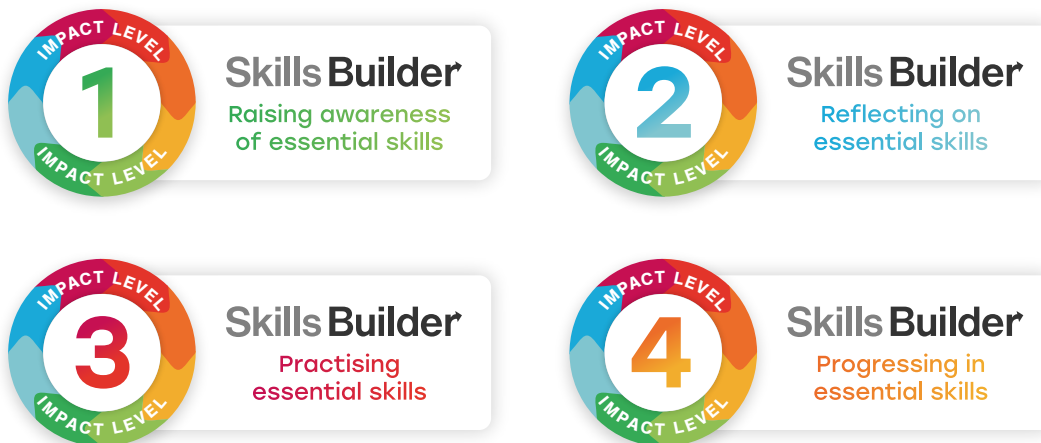 IMPACT LEVEL
1
IMPACT LEVEL
Skills Builder
Raising awareness
of essential skills
IMPACT LEVEL
2
IMPACT LEVEL
Skills Builder
Reflecting on
essential skills
IMPACT LEVEL
3
IMPACT LEVEL
Skills Builder
Practising
essential skills
IMPACT LEVEL
4
IMPACT LEVEL
Skills Builder
Progressing in
essential skills